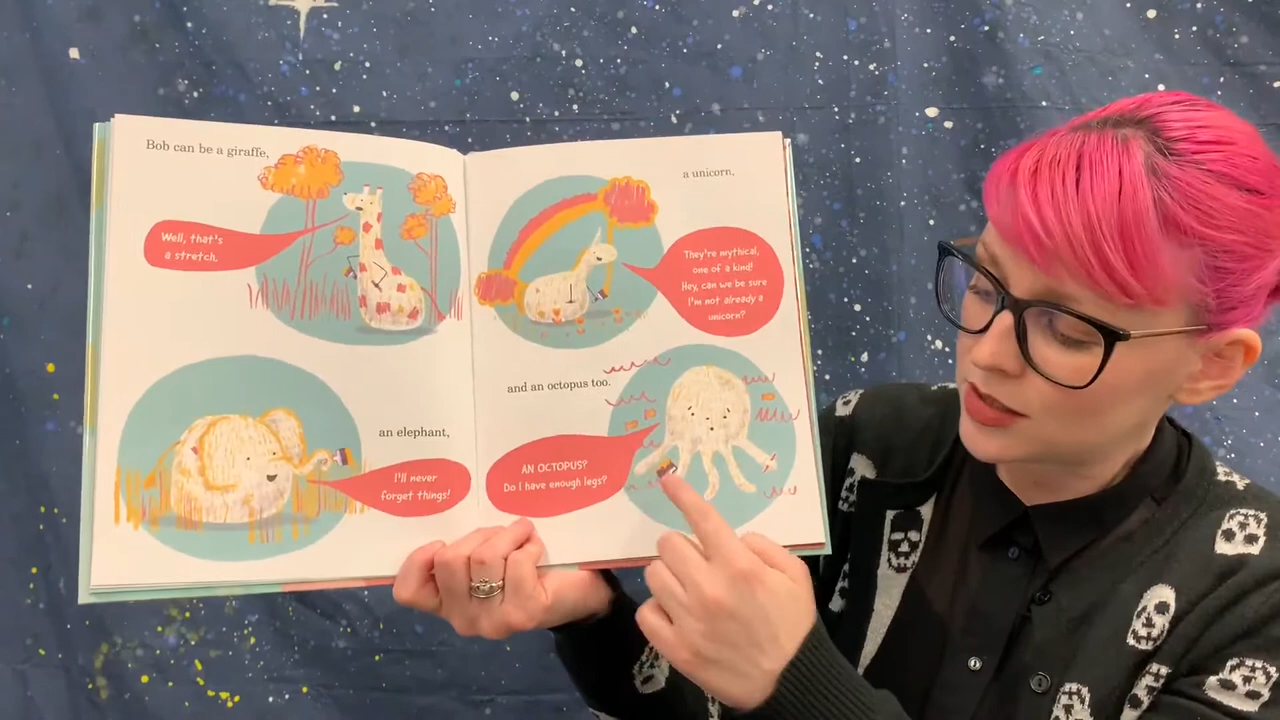 Bob can be a giraffe,
Well, that's
a stretch.
an elephant,
I'll never
forget things!
a unicorn,
They're mythical,
one of a kind!
Hey, can we be sure
I'm not already a
unicorn?
and an octopus too.
AN OCTOPUS?
Do I have enough legs?